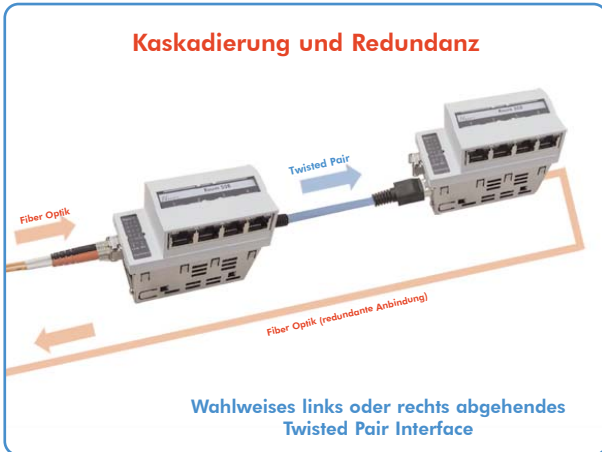 Kaskadierung und Redundanz
Twisted Pair
Fiber Optik
Fiber Optik (redundante Anbindung)
Wahlweises links oder rechts abgehendes
Twisted Pair Interface